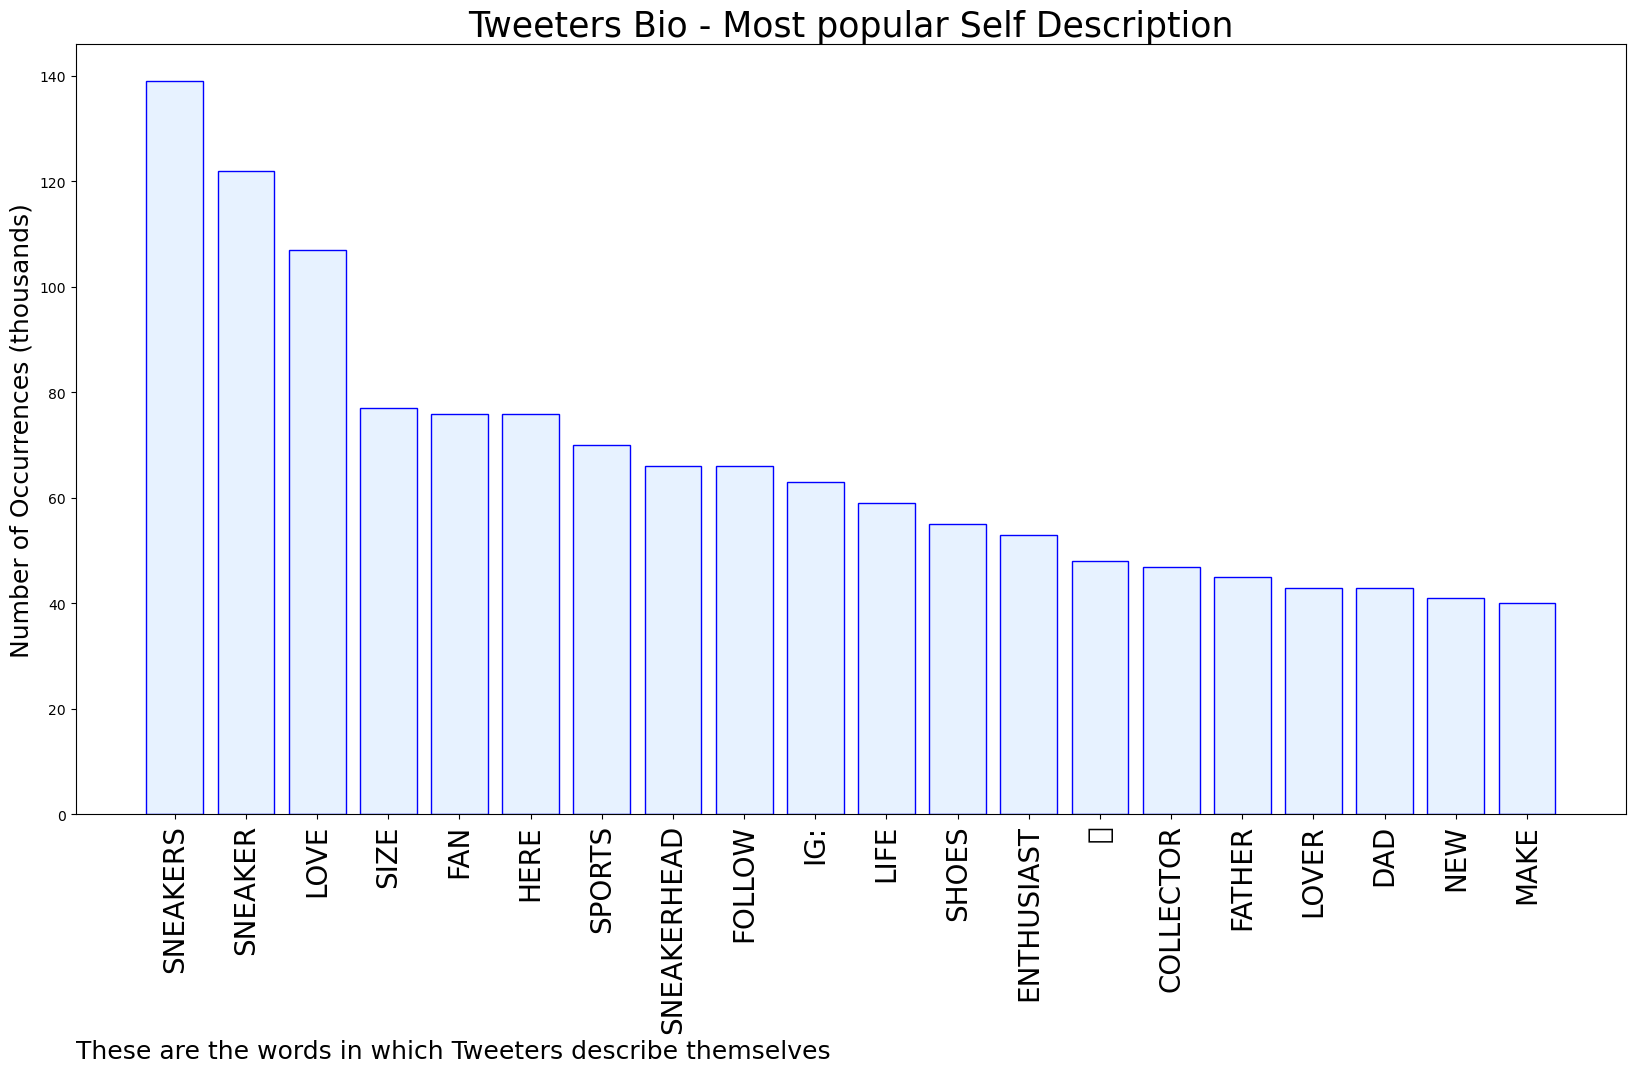 Tweeters Bio - Most popular Self Description
Number of Occurrences (thousands)
140
120
100
80
60
40
20
0
SNEAKERS
SNEAKER
LOVE
SIZE
FAN
HERE
SPORTS
SNEAKERHEAD
FOLLOW
IG:
LIFE
SHOES
ENTHUSIAST
COLLECTOR
FATHER
LOVER
DAD
NEW
MAKE
These are the words in which Tweeters describe themselves